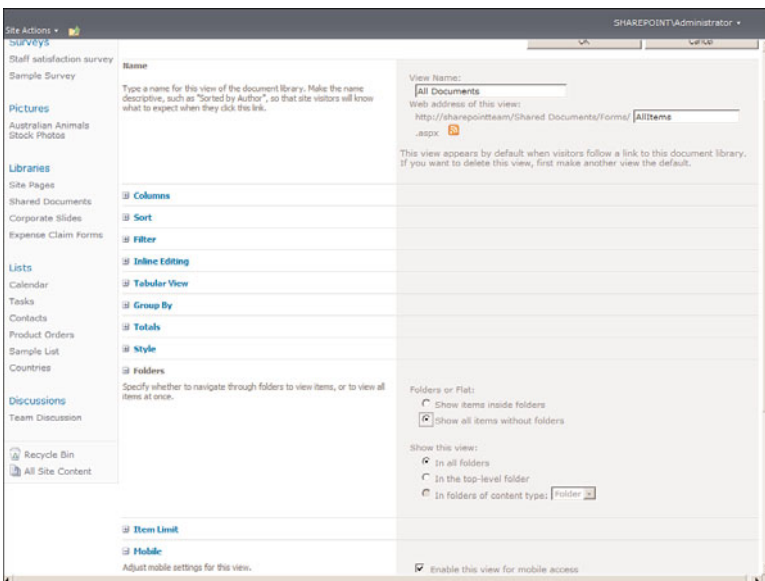 SHAREPOINT\Administrator
Site Actions
Surveys
OK Cancel
Staff satisfaction survey
Sample Survey
Pictures
Australian Animals
Stock Photos
Libraries
Site Pages
Shared Documents
Corporate Slides
Expense Claim Forms
Lists
Calendar
Tasks
Contacts
Product Orders
Sample List
Countries
Discussions
Team Discussion
Recycle Bin
All Site Content
Name
Type a name for this view of the document library. Make the name
descriptive, such as "Sorted by Author", so that site visitors will know
what to expect when they click this link.
View Name:
All Documents
Web address of this view:
http://sharepointteam/Shared Documents/Forms/ AllItems
.aspx
This view appears by default when visitors follow a link to this document library.
If you want to delete this view, first make another view the default.
Columns
Sort
Filter
Inline Editing
Tabular View
Group By
Totals
Style
Folders
Specify whether to navigate through folders to view items, or to view all
items at once.
Folders or Flat:
Show items inside folders
Show all items without folders
Show this view:
In all folders
In the top-level folder
In folders of content type: Folder
Item Limit
Mobile
Adjust mobile settings for this view.
Enable this view for mobile access